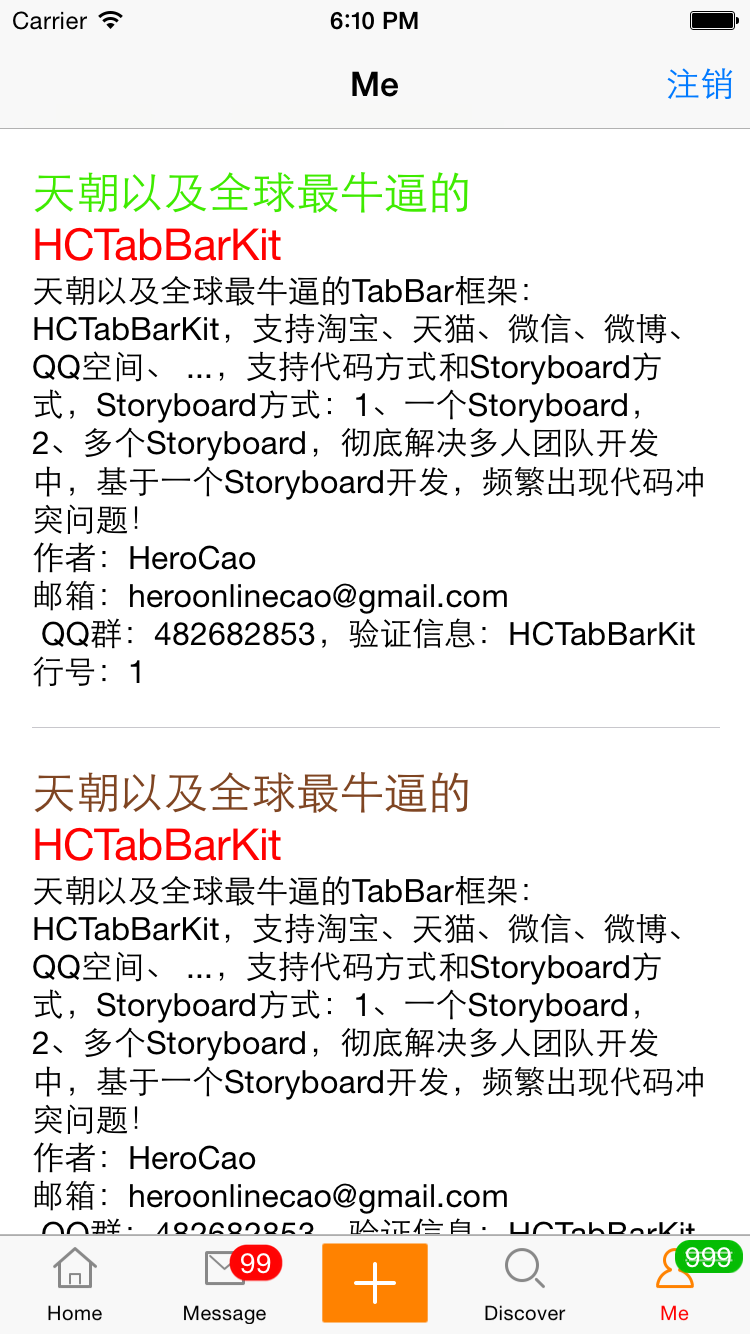 Carrier 6:10 PM
Me 注销
天朝以及全球最牛逼的
HCTabBarKit
天朝以及全球最牛逼的TabBar框架：
HCTabBarKit，支持淘宝、天猫、微信、微博、
QQ空间、 ...，支持代码方式和Storyboard方
式，Storyboard方式：1、一个Storyboard，
2、多个Storyboard，彻底解决多人团队开发
中，基于一个Storyboard开发，频繁出现代码冲
突问题！
作者：HeroCao
邮箱：heroonlinecao@gmail.com
QQ群：482682853，验证信息：HCTabBarKit
行号：1
天朝以及全球最牛逼的
HCTabBarKit
天朝以及全球最牛逼的TabBar框架：
HCTabBarKit，支持淘宝、天猫、微信、微博、
QQ空间、 ...，支持代码方式和Storyboard方
式，Storyboard方式：1、一个Storyboard，
2、多个Storyboard，彻底解决多人团队开发
中，基于一个Storyboard开发，频繁出现代码冲
突问题！
作者：HeroCao
邮箱：heroonlinecao@gmail.com
QQ群：482682853，验证信息：HCTabBarKit
99 999
Home Message Discover Me